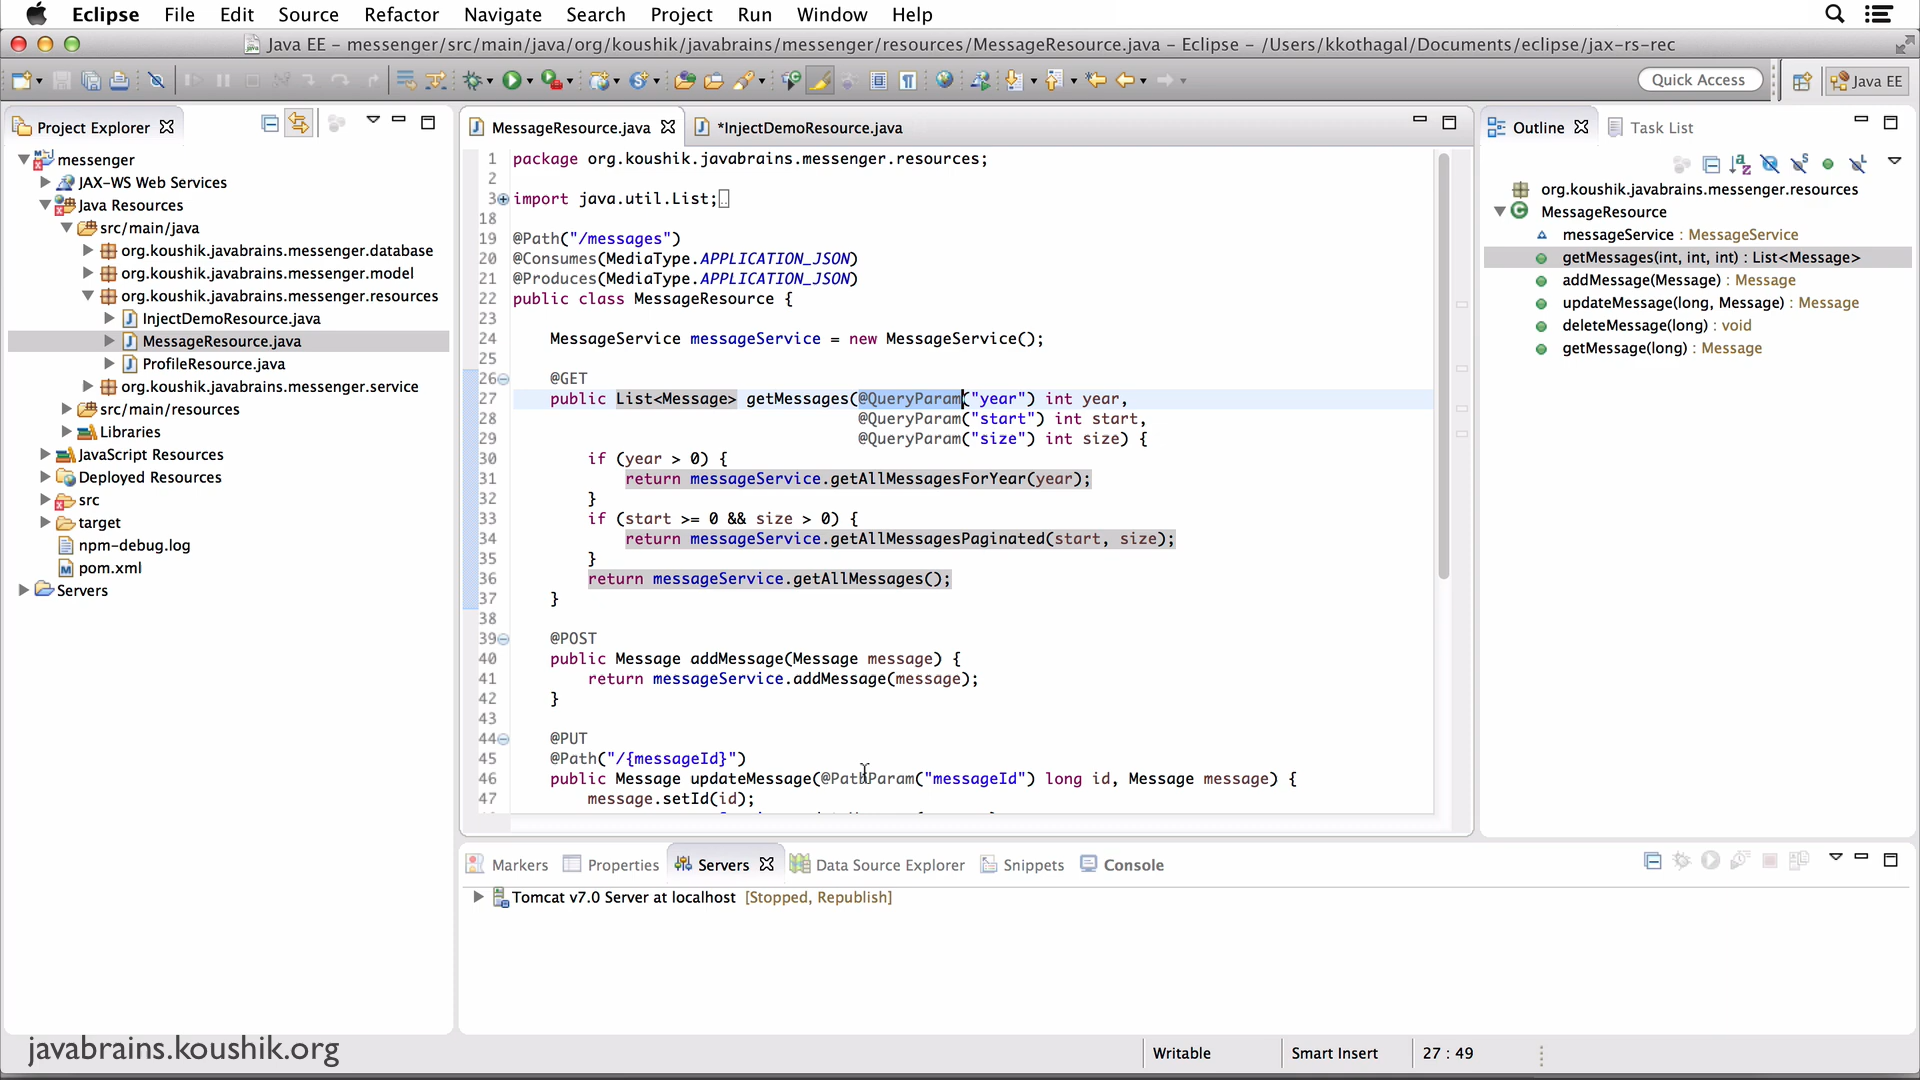 Eclipse File Edit Source Refactor Navigate Search Project Run Window Help
Java EE – messenger/src/main/java/org/koushik/javabrains/messenger/resources/MessageResource.java – Eclipse – /Users/kkothagal/Documents/eclipse/jax-rs-rec
Quick Access
Java EE
Project Explorer
messenger
JAX-WS Web Services
Java Resources
src/main/java
org.koushik.javabrains.messenger.database
org.koushik.javabrains.messenger.model
org.koushik.javabrains.messenger.resources
InjectDemoResource.java
MessageResource.java
ProfileResource.java
org.koushik.javabrains.messenger.service
src/main/resources
Libraries
JavaScript Resources
Deployed Resources
src
target
npm-debug.log
pom.xml
Servers
MessageResource.java
*InjectDemoResource.java
1 package org.koushik.javabrains.messenger.resources;
2
3 import java.util.List;
18
19 @Path("/messages")
20 @Consumes(MediaType.APPLICATION_JSON)
21 @Produces(MediaType.APPLICATION_JSON)
22 public class MessageResource {
23
24 MessageService messageService = new MessageService();
25
26 @GET
27 public List<Message> getMessages(@QueryParam("year") int year,
28 @QueryParam("start") int start,
29 @QueryParam("size") int size) {
30 if (year > 0) {
31 return messageService.getAllMessagesForYear(year);
32 }
33 if (start >= 0 && size > 0) {
34 return messageService.getAllMessagesPaginated(start, size);
35 }
36 return messageService.getAllMessages();
37 }
38
39 @POST
40 public Message addMessage(Message message) {
41 return messageService.addMessage(message);
42 }
43
44 @PUT
45 @Path("/{messageId}")
46 public Message updateMessage(@PathParam("messageId") long id, Message message) {
47 message.setId(id);
Outline
Task List
org.koushik.javabrains.messenger.resources
MessageResource
messageService : MessageService
getMessages(int, int, int) : List<Message>
addMessage(Message) : Message
updateMessage(long, Message) : Message
deleteMessage(long) : void
getMessage(long) : Message
Markers
Properties
Servers
Data Source Explorer
Snippets
Console
Tomcat v7.0 Server at localhost [Stopped, Republish]
javabrains.koushik.org
Writable
Smart Insert
27 : 49